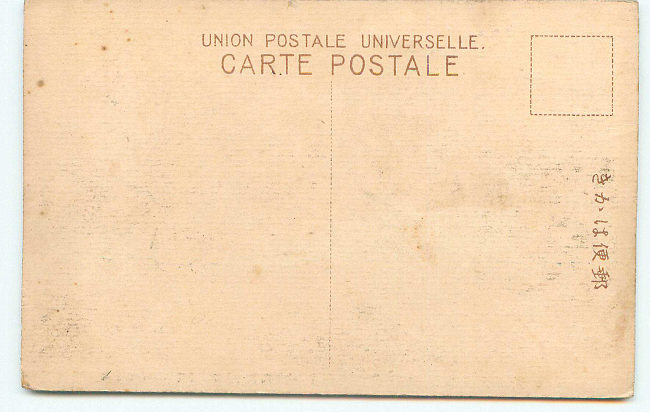 UNION POSTALE UNIVERSELLE.
CARTE POSTALE
郵便はかき